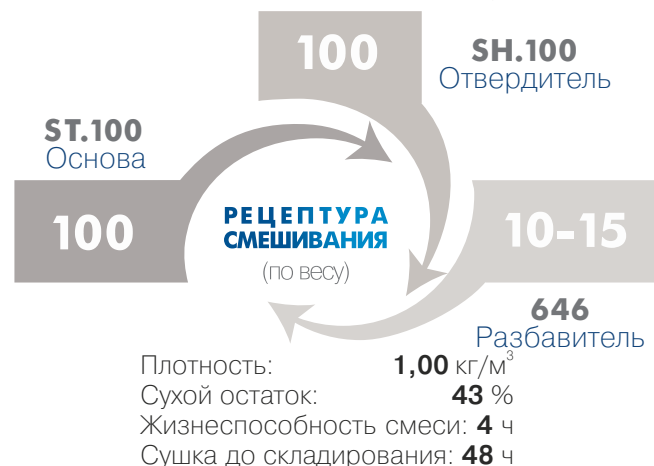 100
SH.100
Отвердитель
ST.100
Основа
100
РЕЦЕПТУРА
СМЕШИВАНИЯ
(по весу)
10-15
646
Разбавитель
Плотность: 1,00 кг/м³
Сухой остаток: 43 %
Жизнеспособность смеси: 4 ч
Сушка до складирования: 48 ч